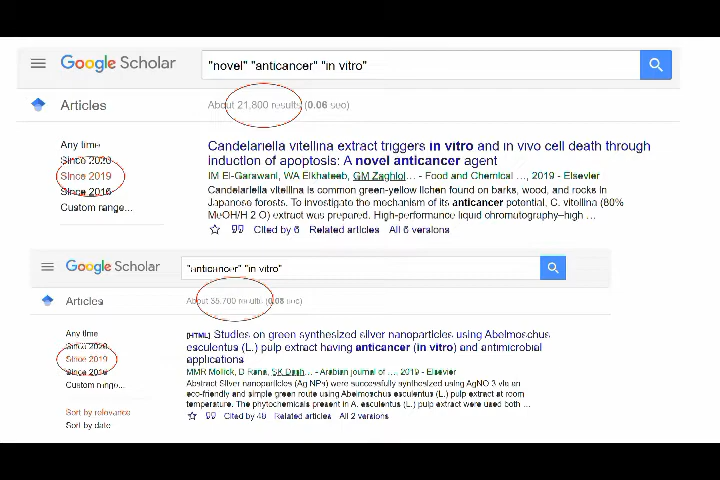 Google Scholar
"novel" "anticancer" "in vitro"
Articles
About 21,800 results (0.06 sec)
Any time
Since 2020
Since 2019
Since 2016
Custom range...
Candelariella vitellina extract triggers in vitro and in vivo cell death through
induction of apoptosis: A novel anticancer agent
IM El-Garawani, WA Elkhateeb, GM Zaghlol... - Food and Chemical ..., 2019 - Elsevier
Candelariella vitellina is common green-yellow lichen found on barks, wood, and rocks in
Japanese forests. To investigate the mechanism of its anticancer potential, C. vitellina (80%
MeOH/H 2 O) extract was prepared. High-performance liquid chromatography–high ...
Cited by 6 Related articles All 6 versions
Google Scholar
"anticancer" "in vitro"
Articles
About 35,700 results (0.08 sec)
Any time
Since 2020
Since 2019
Since 2016
Custom range...
Sort by relevance
Sort by date
[HTML] Studies on green synthesized silver nanoparticles using Abelmoschus
esculentus (L.) pulp extract having anticancer (in vitro) and antimicrobial
applications
MMR Mollick, D Rana, SK Dash... - Arabian journal of ..., 2019 - Elsevier
Abstract Silver nanoparticles (Ag NPs) were successfully synthesized using AgNO 3 via an
eco-friendly and simple green route using Abelmoschus esculentus (L.) pulp extract at room
temperature. The phytochemicals present in A. esculentus (L.) pulp extract were used both ...
Cited by 48 Related articles All 2 versions